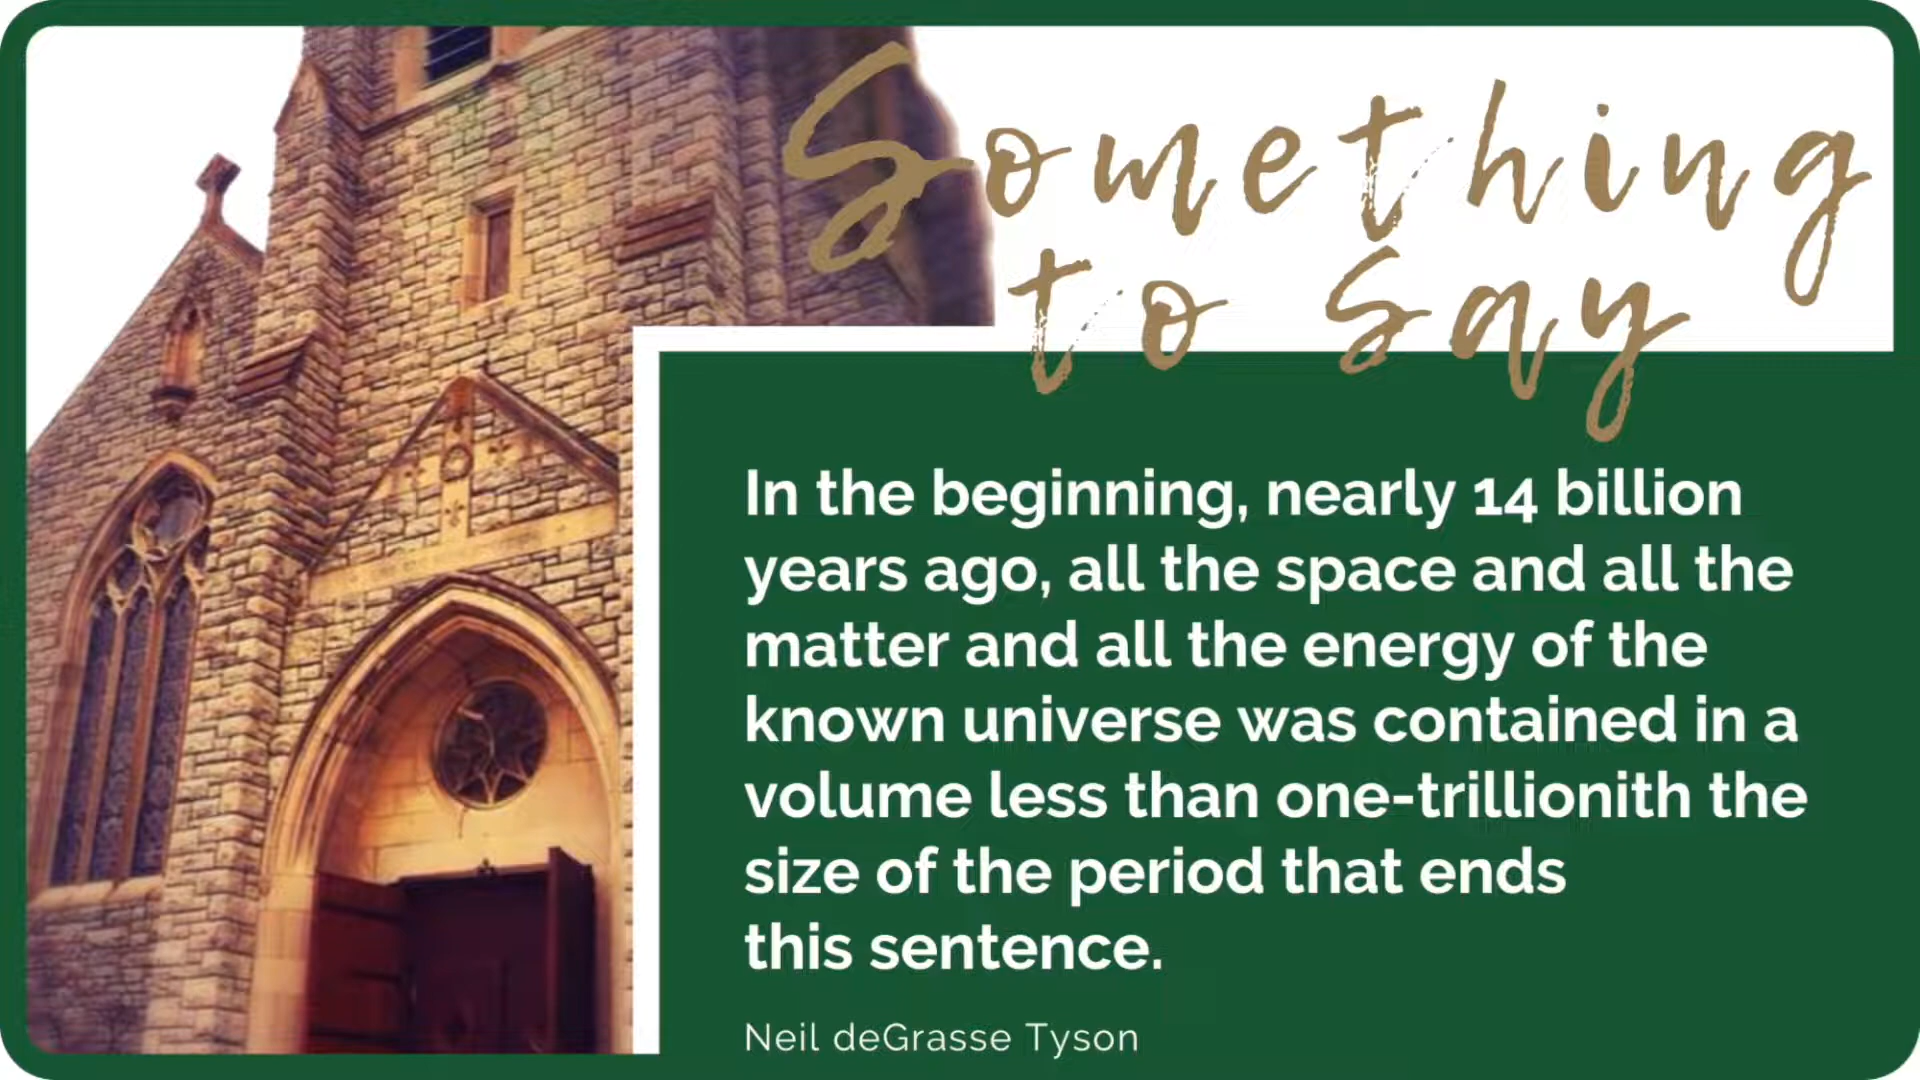 Something
to say
In the beginning, nearly 14 billion
years ago, all the space and all the
matter and all the energy of the
known universe was contained in a
volume less than one-trillionith the
size of the period that ends
this sentence.
Neil deGrasse Tyson